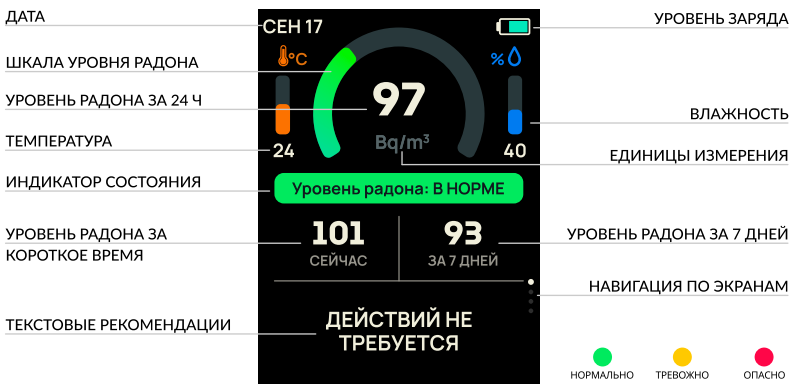 ДАТА
СЕН 17
УРОВЕНЬ ЗАРЯДА
ШКАЛА УРОВНЯ РАДОНА
°C
%
УРОВЕНЬ РАДОНА ЗА 24 Ч
97
ВЛАЖНОСТЬ
ТЕМПЕРАТУРА
24
Bq/m³
40
ЕДИНИЦЫ ИЗМЕРЕНИЯ
ИНДИКАТОР СОСТОЯНИЯ
Уровень радона: В НОРМЕ
УРОВЕНЬ РАДОНА ЗА
КОРОТКОЕ ВРЕМЯ
101
СЕЙЧАС
93
ЗА 7 ДНЕЙ
УРОВЕНЬ РАДОНА ЗА 7 ДНЕЙ
НАВИГАЦИЯ ПО ЭКРАНАМ
ТЕКСТОВЫЕ РЕКОМЕНДАЦИИ
ДЕЙСТВИЙ НЕ
ТРЕБУЕТСЯ
НОРМАЛЬНО
ТРЕВОЖНО
ОПАСНО